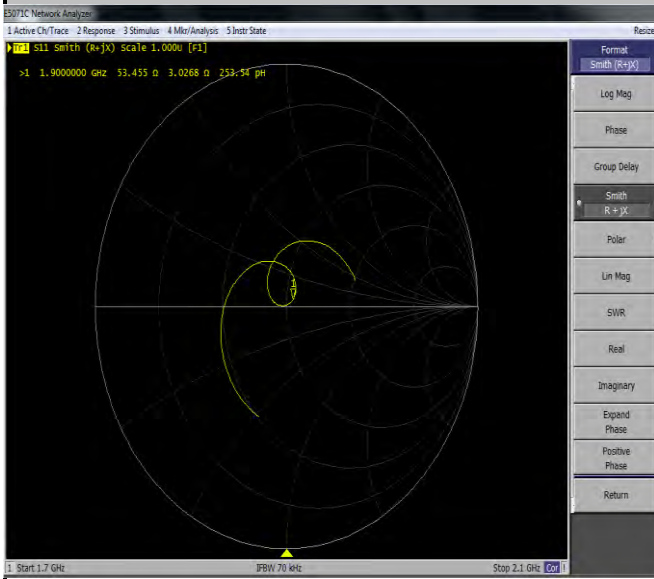 E5071C Network Analyzer
1 Active Ch/Trace 2 Response 3 Stimulus 4 Mkr/Analysis 5 Instr State
Resize
Tr1 S11 Smith (R+jX) Scale 1.000U [F1]
>1 1.9000000 GHz 53.455 Ω 3.0268 Ω 253.54 pH
1
Format
Smith (R+jX)
Log Mag
Phase
Group Delay
Smith
R + jX
Polar
Lin Mag
SWR
Real
Imaginary
Expand
Phase
Positive
Phase
Return
1 Start 1.7 GHz IFBW 70 kHz Stop 2.1 GHz Cor !